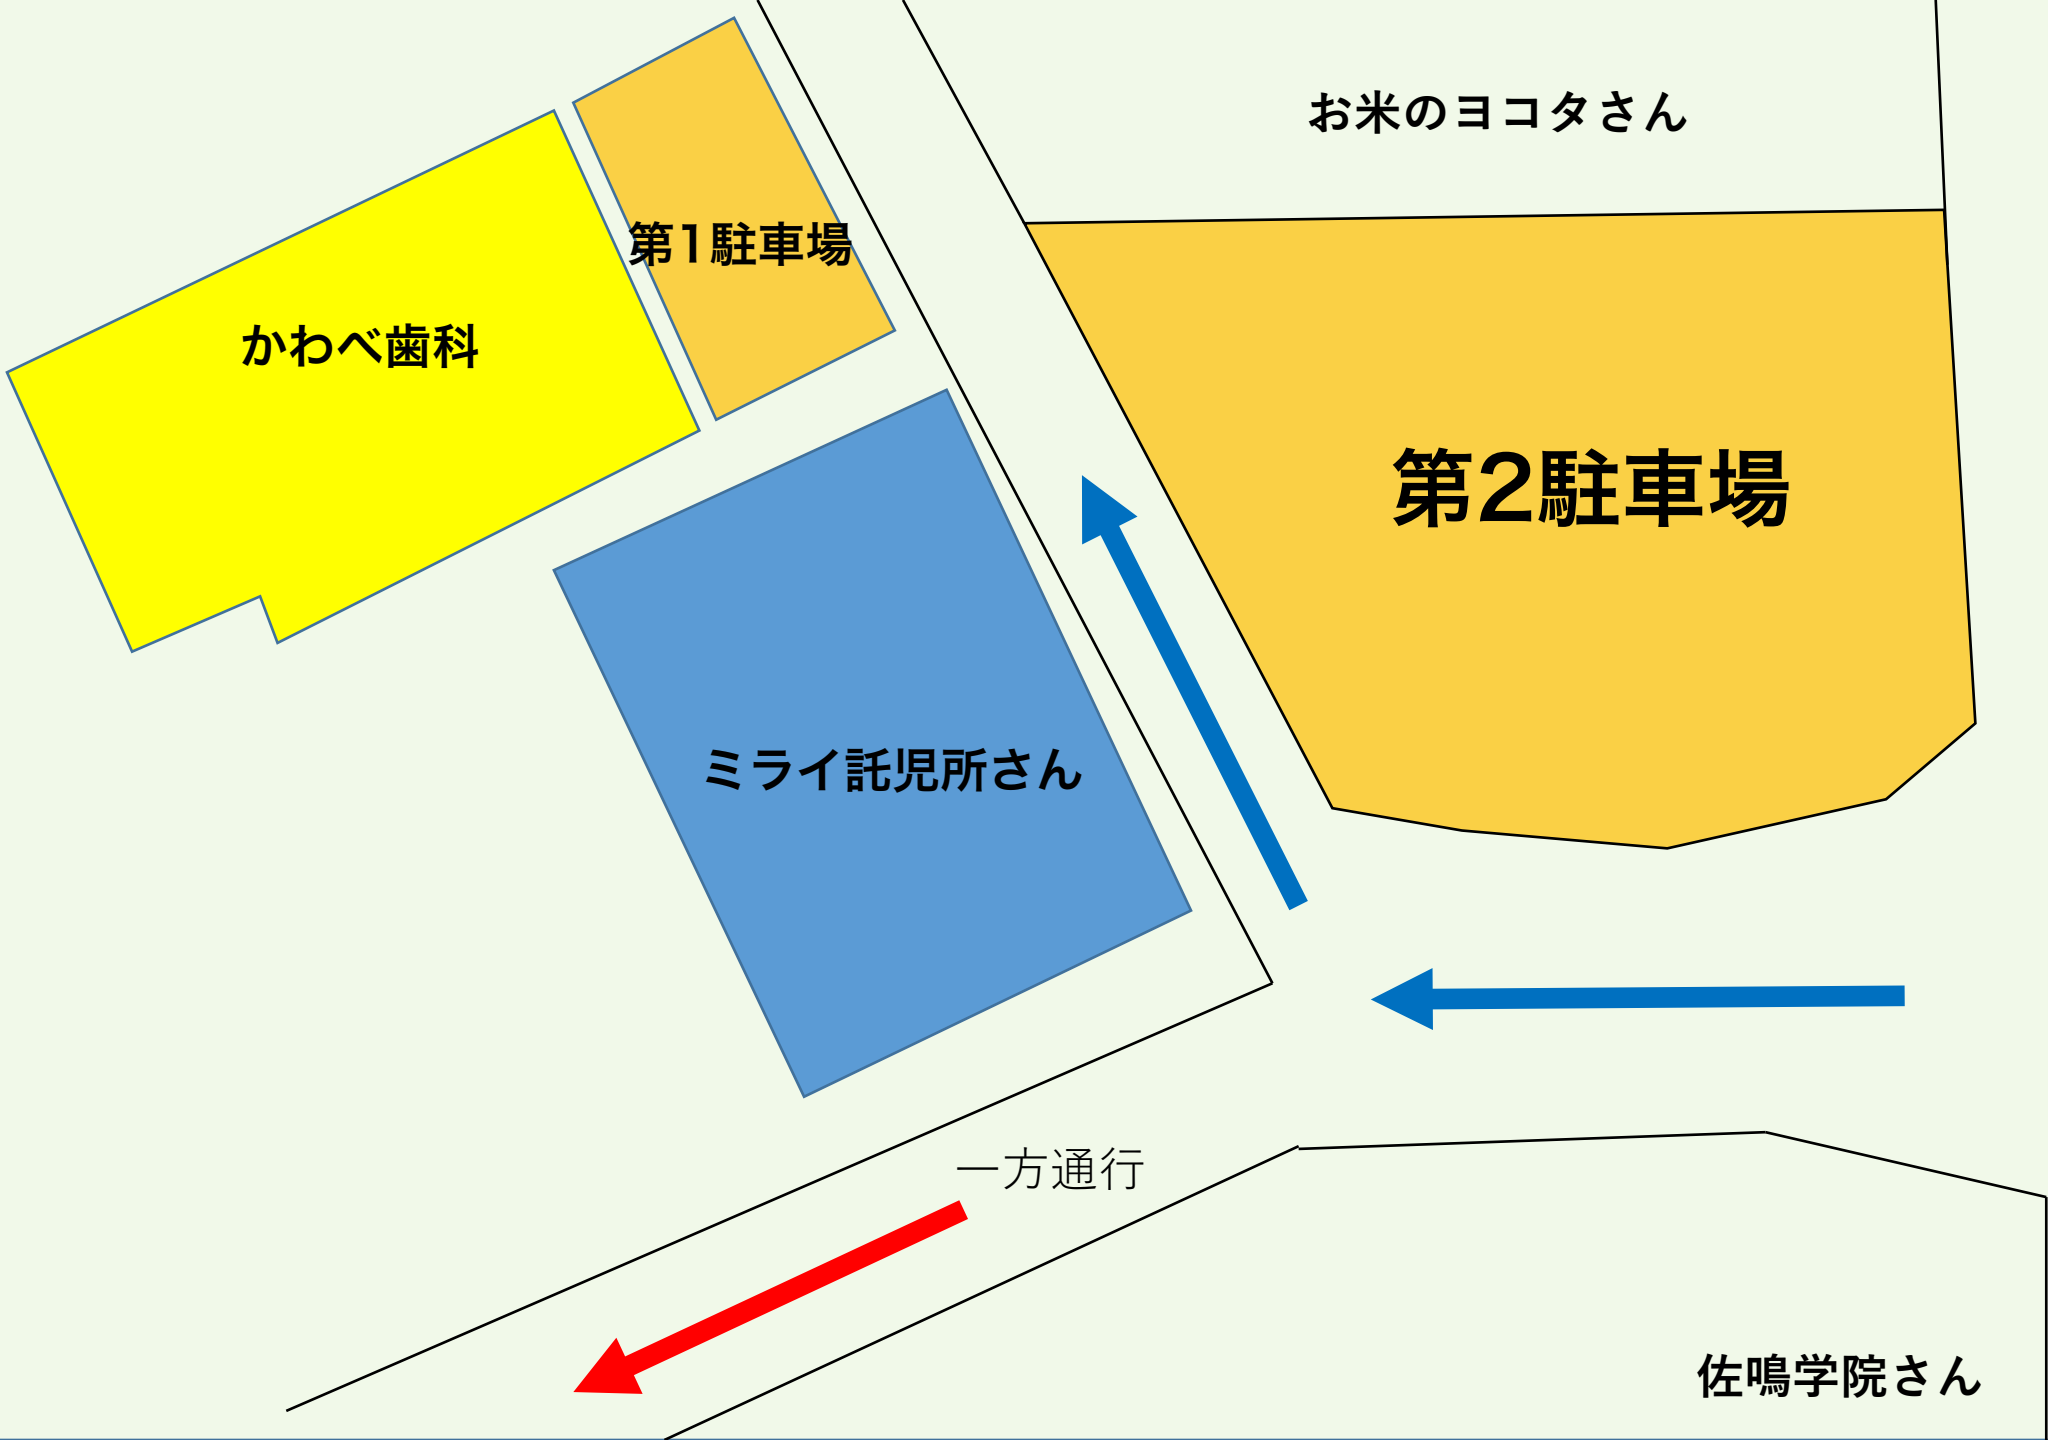 お米のヨコタさん
第1駐車場
かわべ歯科
第2駐車場
ミライ託児所さん
一方通行
佐鳴学院さん